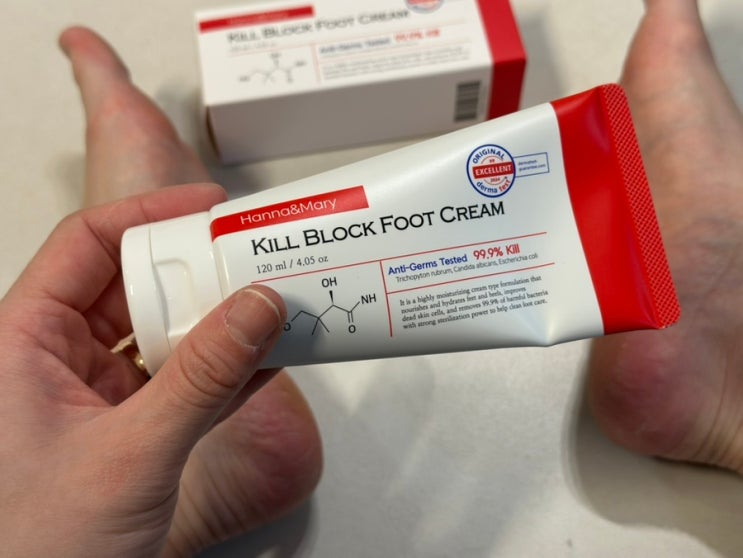 Hanna&Mary
KILL BLOCK FOOT CREAM
Anti-Germs Tested 99.9% Kill
ORIGINAL
EXCELLENT
derma test
Hanna&Mary
KILL BLOCK FOOT CREAM
120 ml / 4.05 oz
Anti-Germs Tested 99.9% Kill
Trichopyton rubrum, Candida albicans, Escherichia coli
It is a highly moisturizing cream type formulation that
nourishes and hydrates feet and heels, improves
dead skin cells, and removes 99.9% of harmful bacteria
with strong sterilization power to help clean foot care.
OH
NH
O
O